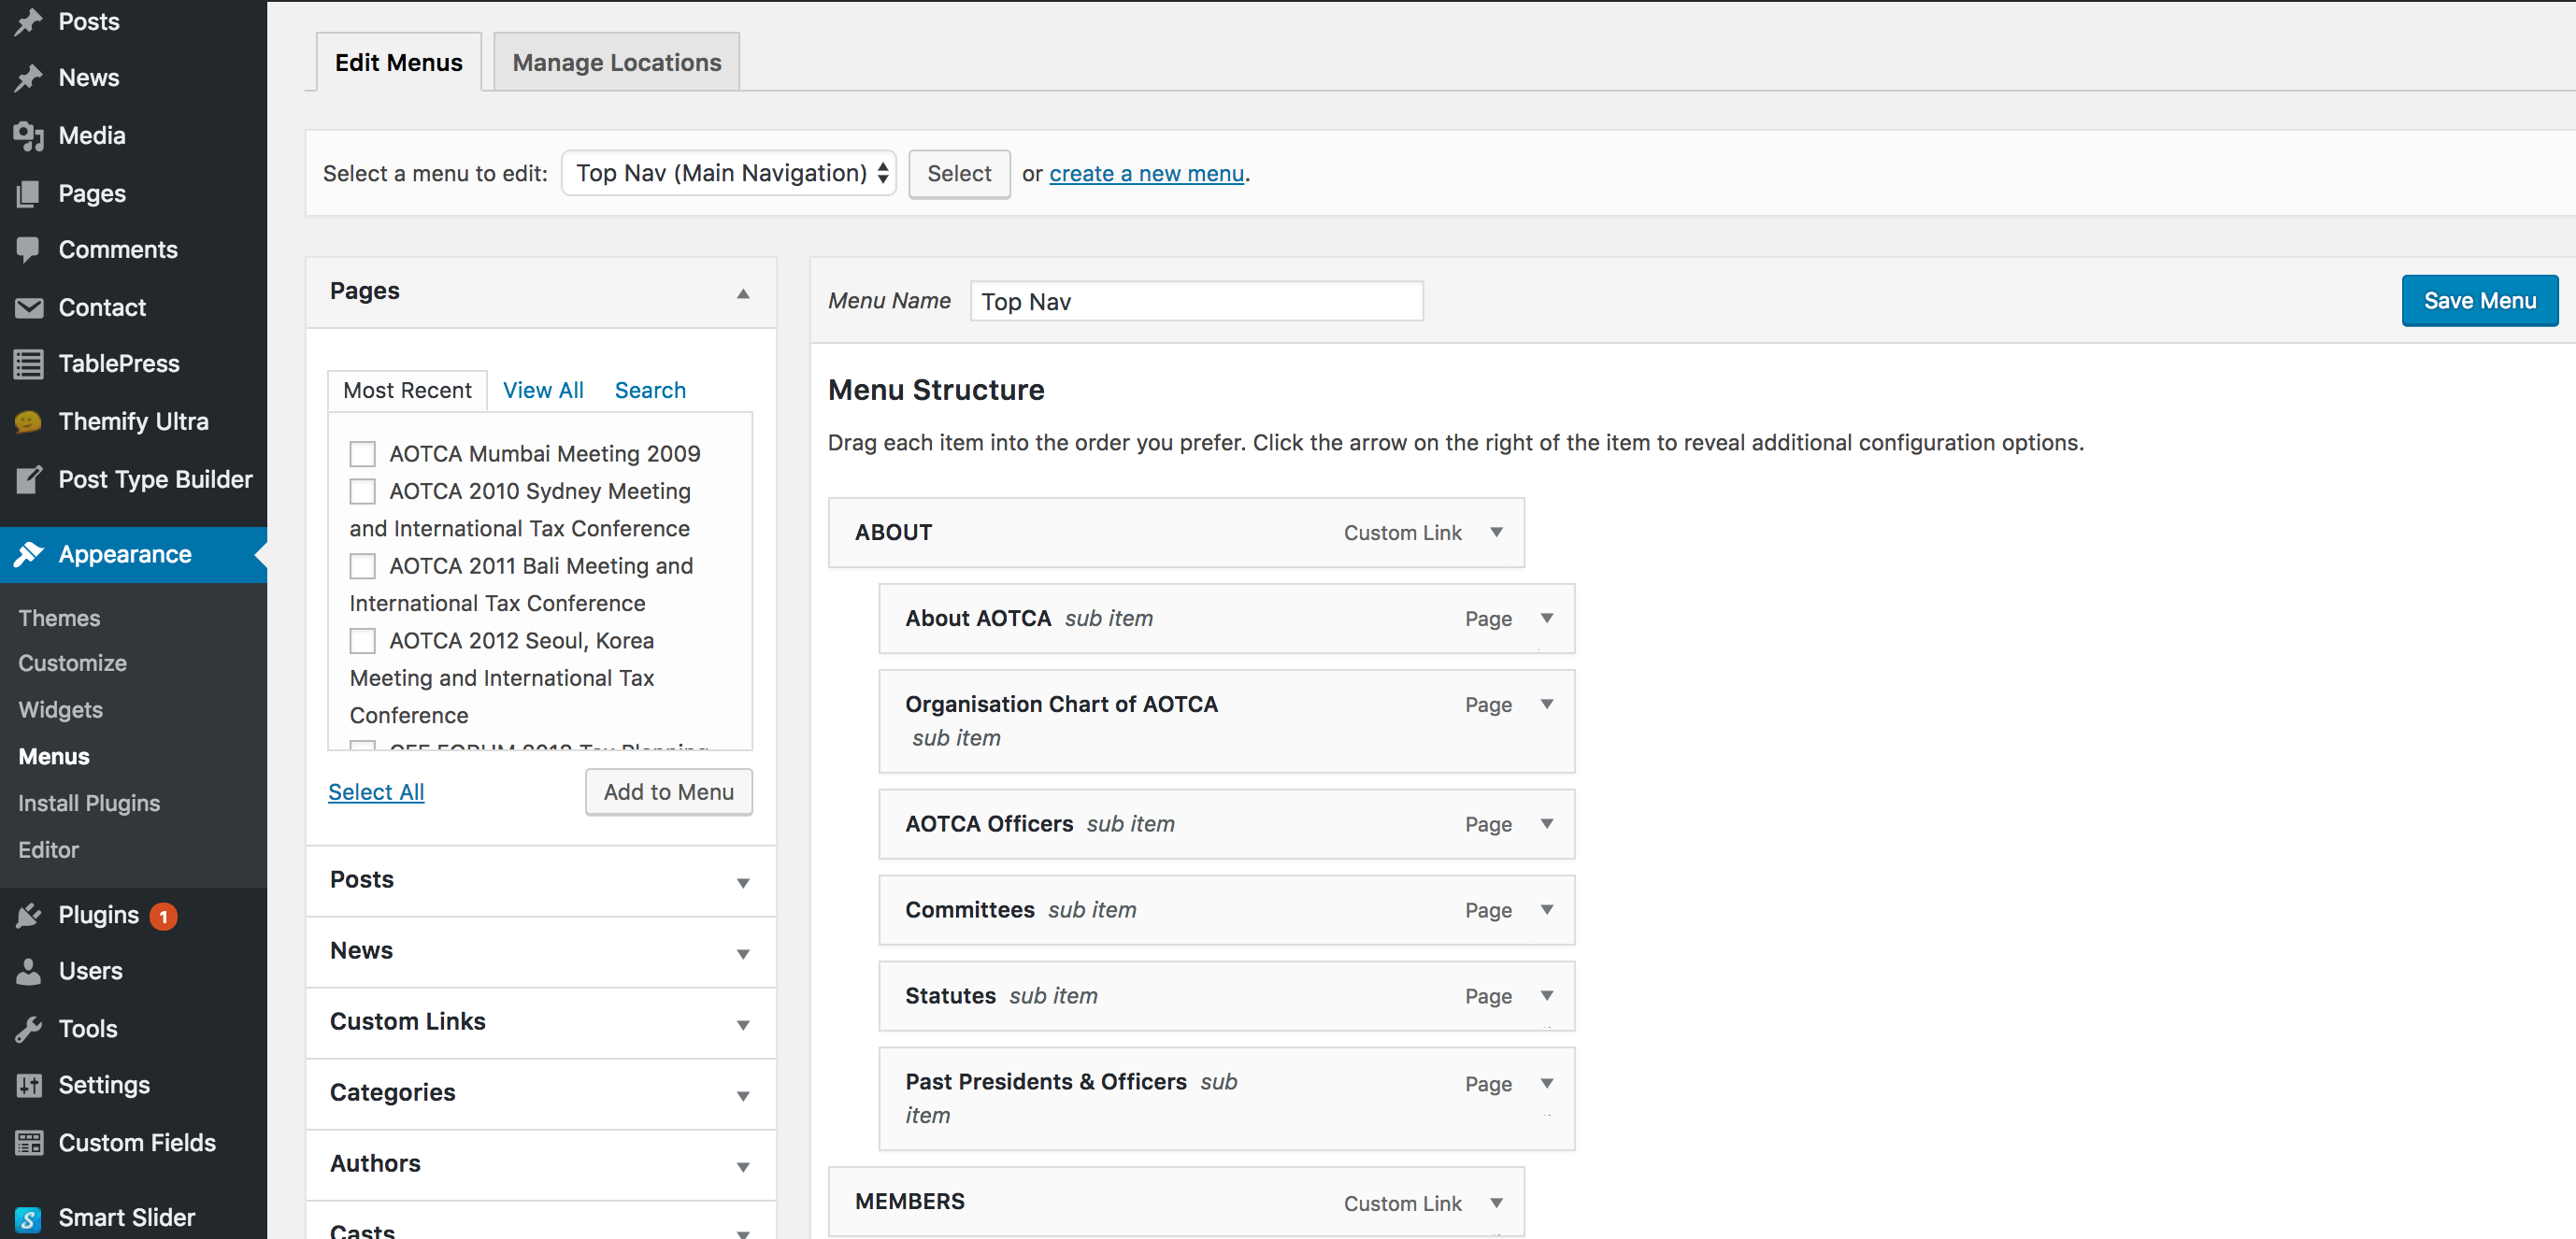 Posts
News
Media
Pages
Comments
Contact
TablePress
Themify Ultra
Post Type Builder
Appearance
Themes
Customize
Widgets
Menus
Install Plugins
Editor
Plugins 1
Users
Tools
Settings
Custom Fields
Smart Slider
Edit Menus
Manage Locations
Select a menu to edit: Top Nav (Main Navigation) Select or create a new menu.
Pages
Most Recent View All Search
AOTCA Mumbai Meeting 2009
AOTCA 2010 Sydney Meeting
and International Tax Conference
AOTCA 2011 Bali Meeting and
International Tax Conference
AOTCA 2012 Seoul, Korea
Meeting and International Tax
Conference
Select All Add to Menu
Posts
News
Custom Links
Categories
Authors
Casts
Menu Name Top Nav Save Menu
Menu Structure
Drag each item into the order you prefer. Click the arrow on the right of the item to reveal additional configuration options.
ABOUT Custom Link
About AOTCA sub item Page
Organisation Chart of AOTCA Page
sub item
AOTCA Officers sub item Page
Committees sub item Page
Statutes sub item Page
Past Presidents & Officers sub Page
item
MEMBERS Custom Link